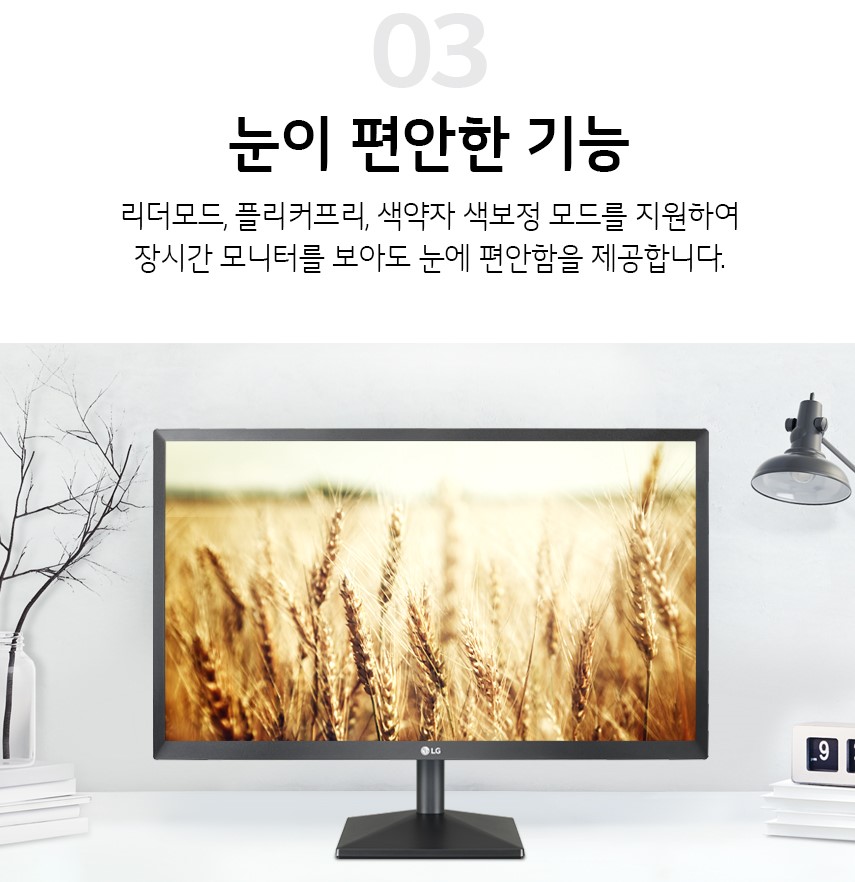 03
눈이 편안한 기능
리더모드, 플리커프리, 색약자 색보정 모드를 지원하여
장시간 모니터를 보아도 눈에 편안함을 제공합니다.
LG
9